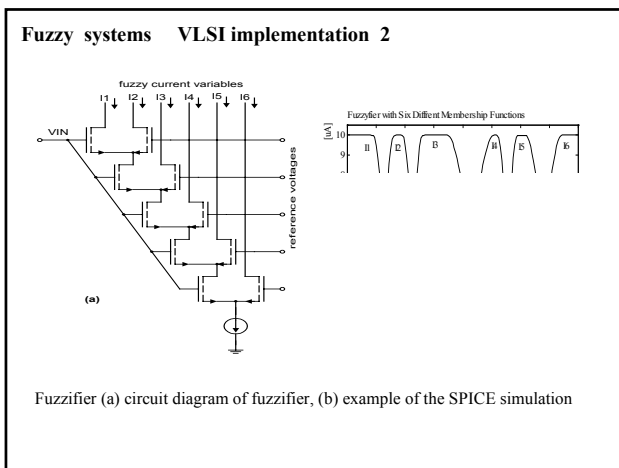 Fuzzy systems VLSI implementation 2
fuzzy current variables
I1 I2 I3 I4 I5 I6
VIN
reference voltages
(a)
Fuzzyfier with Six Diffrent Membership Functions
[uA]
10
9
I1 I2 I3 I4 I5 I6
Fuzzifier (a) circuit diagram of fuzzifier, (b) example of the SPICE simulation